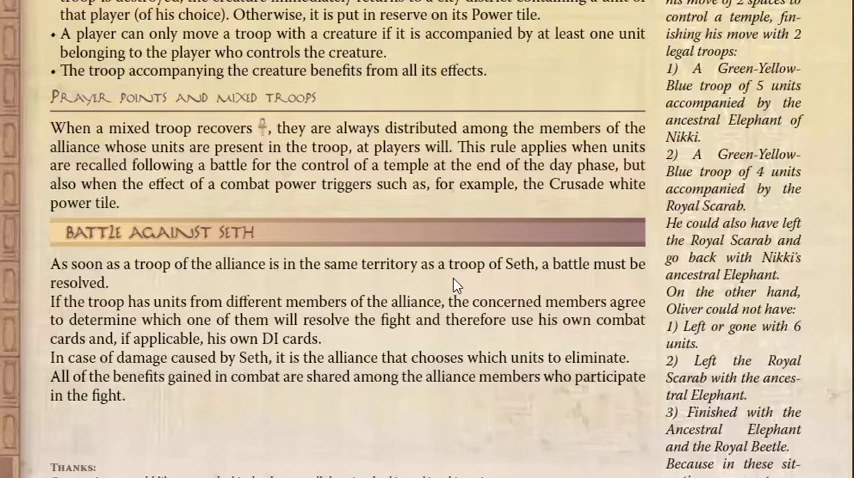 that player (of his choice). Otherwise, it is put in reserve on its Power tile.
• A player can only move a troop with a creature if it is accompanied by at least one unit
belonging to the player who controls the creature.
• The troop accompanying the creature benefits from all its effects.
Prayer points and mixed troops
When a mixed troop recovers , they are always distributed among the members of the
alliance whose units are present in the troop, at players will. This rule applies when units
are recalled following a battle for the control of a temple at the end of the day phase, but
also when the effect of a combat power triggers such as, for example, the Crusade white
power tile.
BATTLE AGAINST SETH
As soon as a troop of the alliance is in the same territory as a troop of Seth, a battle must be
resolved.
If the troop has units from different members of the alliance, the concerned members agree
to determine which one of them will resolve the fight and therefore use his own combat
cards and, if applicable, his own DI cards.
In case of damage caused by Seth, it is the alliance that chooses which units to eliminate.
All of the benefits gained in combat are shared among the alliance members who participate
in the fight.
Thanks:
his move of 2 spaces to
control a temple, fin-
ishing his move with 2
legal troops:
1) A Green-Yellow-
Blue troop of 5 units
accompanied by the
ancestral Elephant of
Nikki.
2) A Green-Yellow-
Blue troop of 4 units
accompanied by the
Royal Scarab.
He could also have left
the Royal Scarab and
go back with Nikki's
ancestral Elephant.
On the other hand,
Oliver could not have:
1) Left or gone with 6
units.
2) Left the Royal
Scarab with the ances-
tral Elephant.
3) Finished with the
Ancestral Elephant
and the Royal Beetle.
Because in these sit-